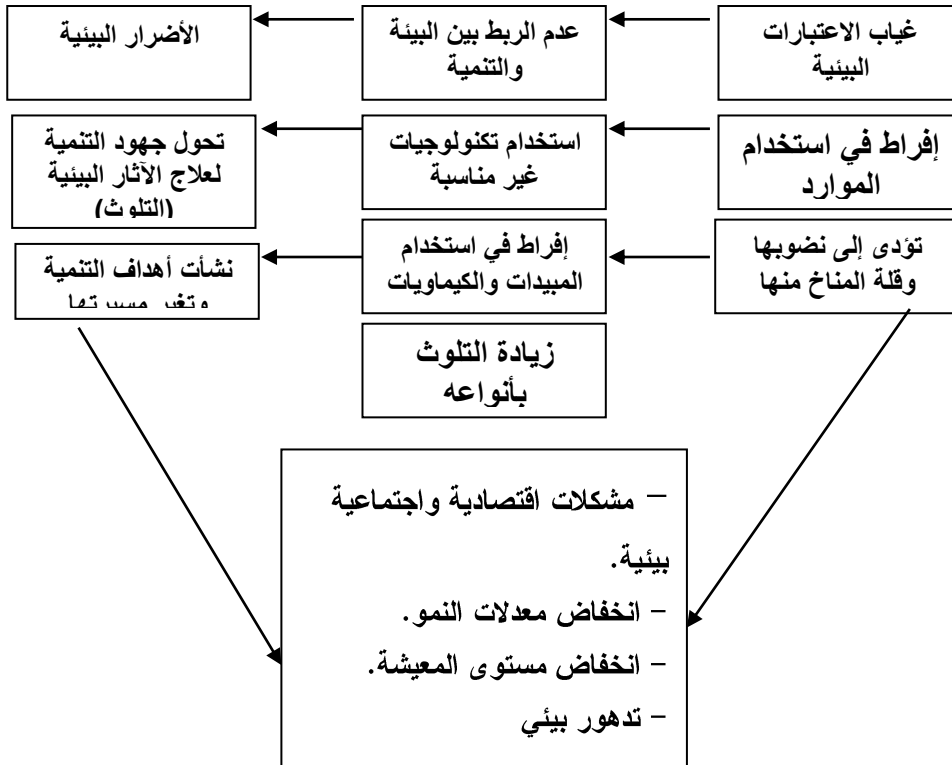 غياب الاعتبارات
البيئية
عدم الربط بين البيئة
والتنمية
الأضرار البيئية
إفراط في استخدام
الموارد
استخدام تكنولوجيات
غير مناسبة
تحول جهود التنمية
لعلاج الآثار البيئية
(التلوث)
تؤدى إلى نضوبها
وقلة المناخ منها
إفراط في استخدام
المبيدات والكيماويات
نشأت أهداف التنمية
وتغير مسيرتها
زيادة التلوث
بأنواعه
– مشكلات اقتصادية واجتماعية
بيئية.
– انخفاض معدلات النمو.
– انخفاض مستوى المعيشة.
– تدهور بيئي